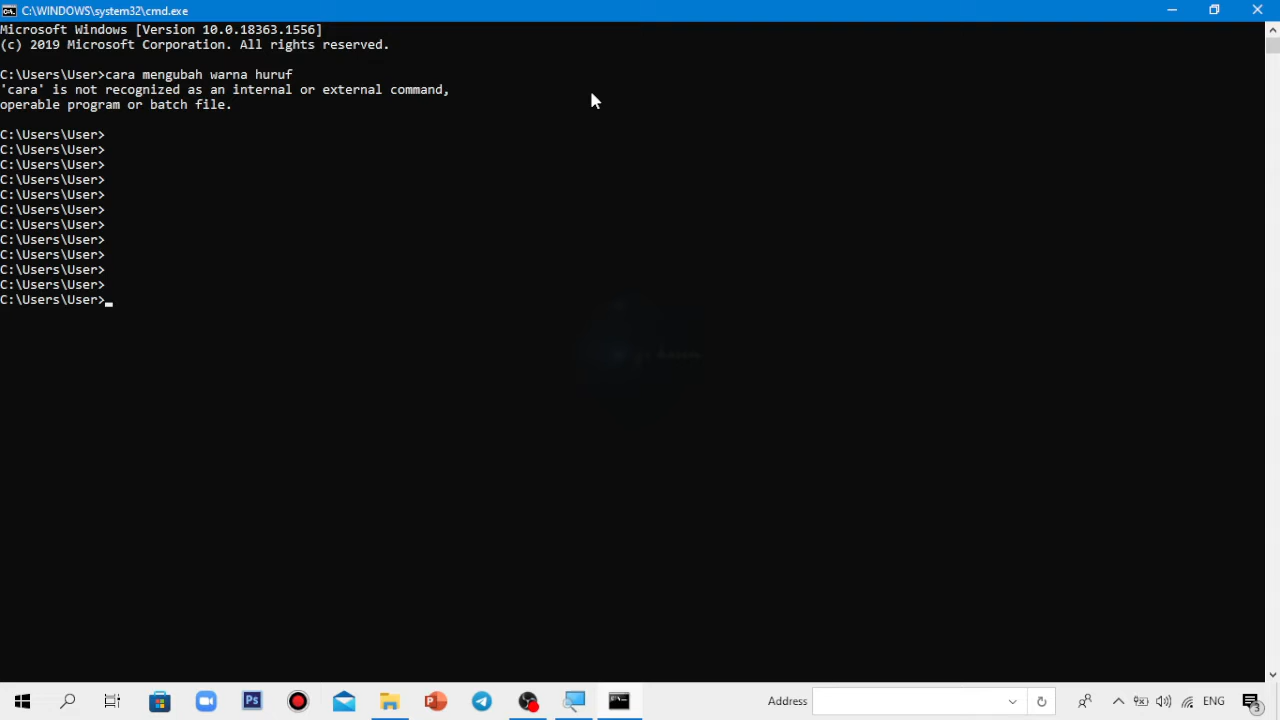 C:\WINDOWS\system32\cmd.exe
Microsoft Windows [Version 10.0.18363.1556]
(c) 2019 Microsoft Corporation. All rights reserved.
C:\Users\User>cara mengubah warna huruf
'cara' is not recognized as an internal or external command,
operable program or batch file.
C:\Users\User>
C:\Users\User>
C:\Users\User>
C:\Users\User>
C:\Users\User>
C:\Users\User>
C:\Users\User>
C:\Users\User>
C:\Users\User>
C:\Users\User>
C:\Users\User>
C:\Users\User>
Ps
Address
ENG
3